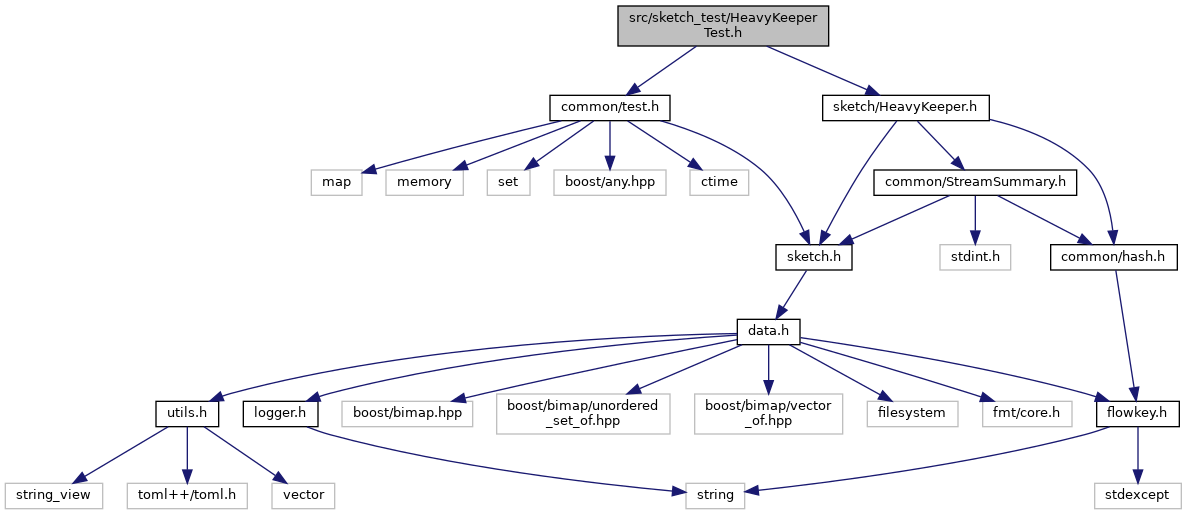 src/sketch_test/HeavyKeeper
Test.h
common/test.h
sketch/HeavyKeeper.h
map
memory
set
boost/any.hpp
ctime
common/StreamSummary.h
sketch.h
stdint.h
common/hash.h
data.h
utils.h
logger.h
boost/bimap.hpp
boost/bimap/unordered
_set_of.hpp
boost/bimap/vector
_of.hpp
filesystem
fmt/core.h
flowkey.h
string_view
toml++/toml.h
vector
string
stdexcept